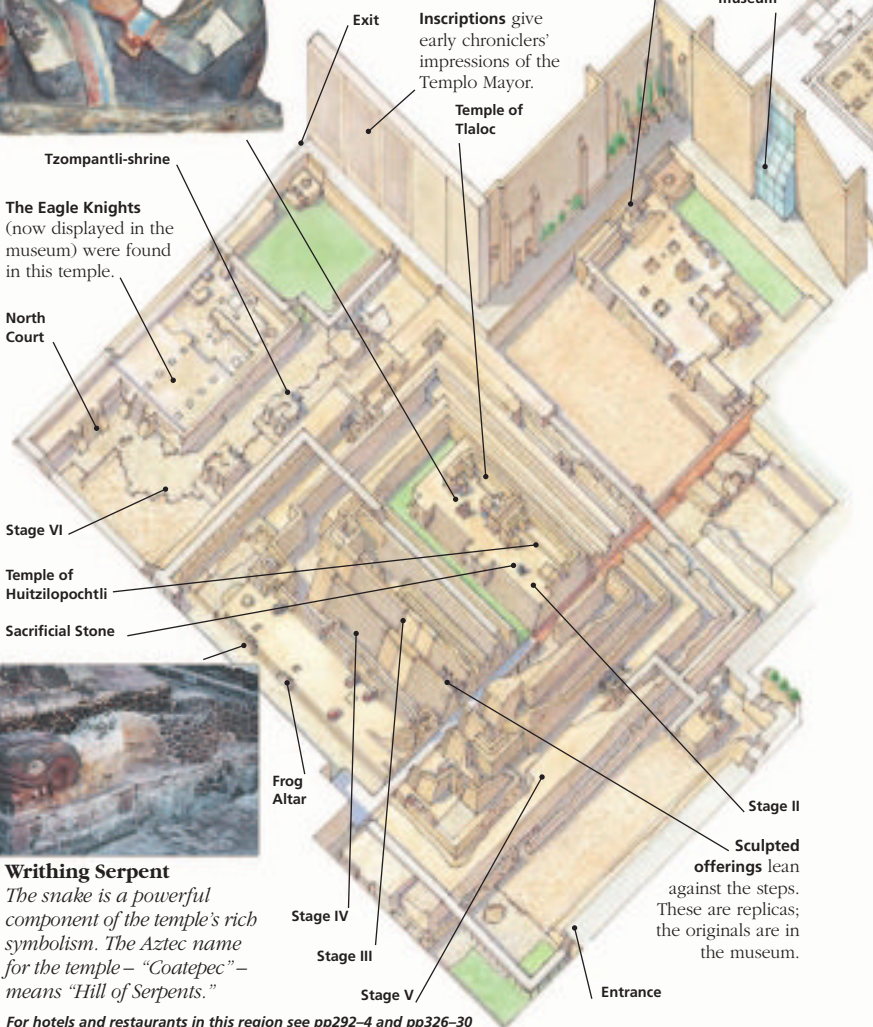 museum
Exit
Inscriptions give
early chroniclers'
impressions of the
Templo Mayor.
Temple of
Tlaloc
Tzompantli-shrine
The Eagle Knights
(now displayed in the
museum) were found
in this temple.
North
Court
Stage VI
Temple of
Huitzilopochtli
Sacrificial Stone
Frog
Altar
Stage II
Sculpted
offerings lean
against the steps.
These are replicas;
the originals are in
the museum.
Writhing Serpent
The snake is a powerful
component of the temple's rich
symbolism. The Aztec name
for the temple – "Coatepec" –
means "Hill of Serpents."
Stage IV
Stage III
Stage V
Entrance
For hotels and restaurants in this region see pp292–4 and pp326–30